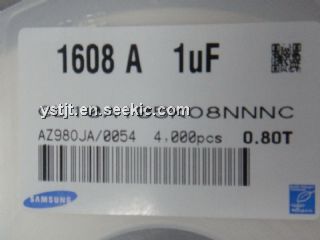 1608 A 1uF
ystjt.en.seekic.com
O8NNNC
AZ980JA/0054 4,000pcs 0.80T
SAMSUNG